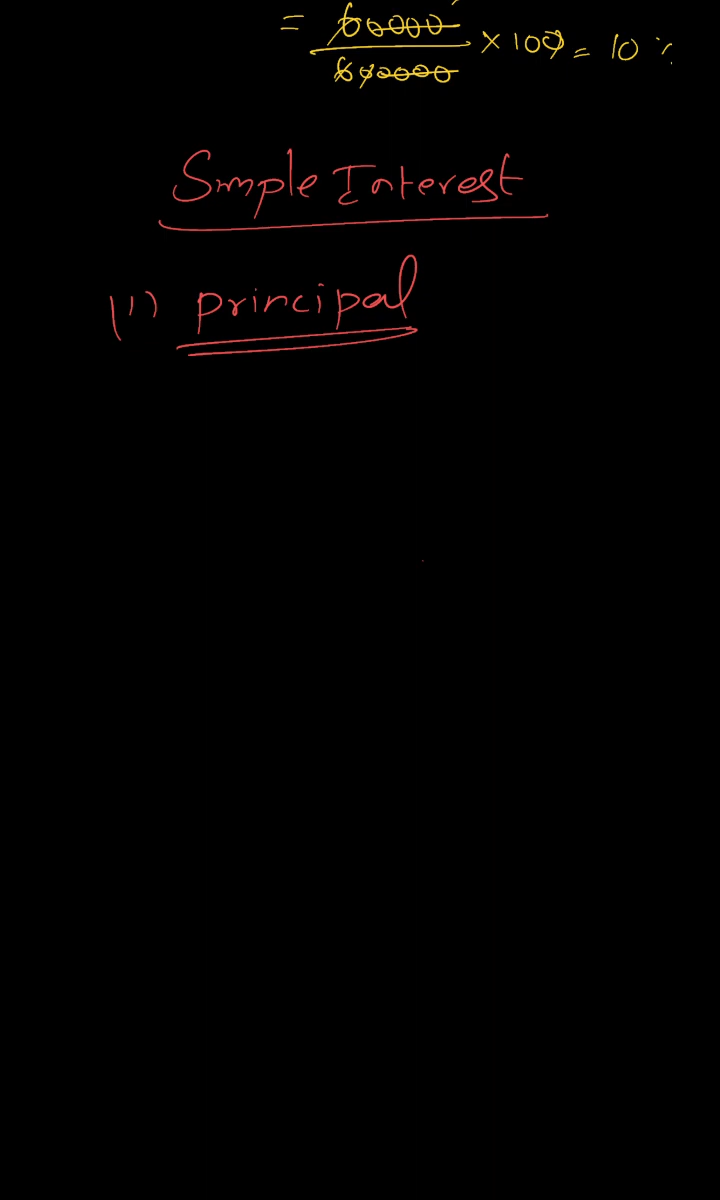 = 60000
600000 × 100 = 10 %
Simple Interest
(1) principal